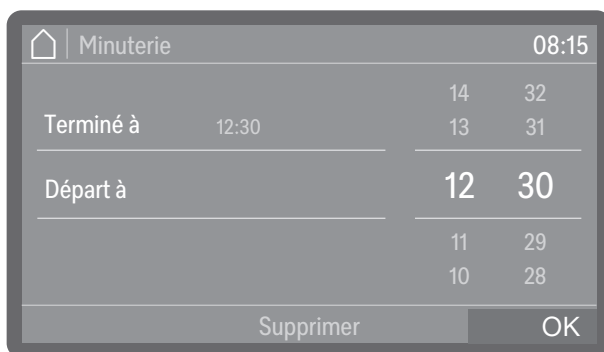 Minuterie 08:15
14 32
Terminé à 12:30 13 31
Départ à 12 30
11 29
10 28
Supprimer OK